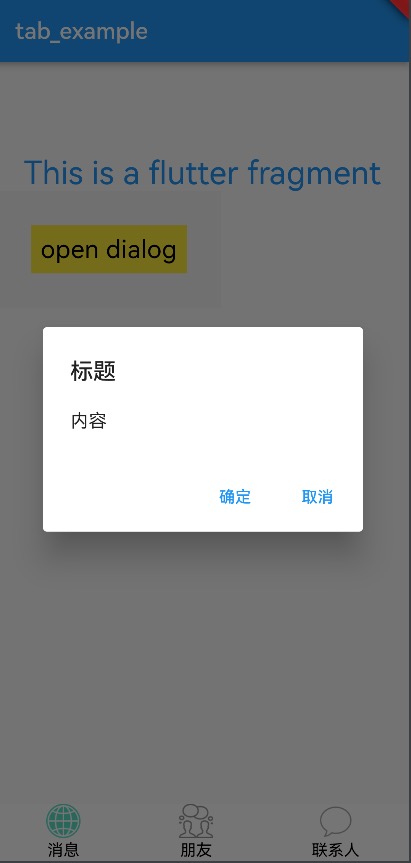 tab_example
This is a flutter fragment
open dialog
标题
内容
确定 取消
消息 朋友 联系人